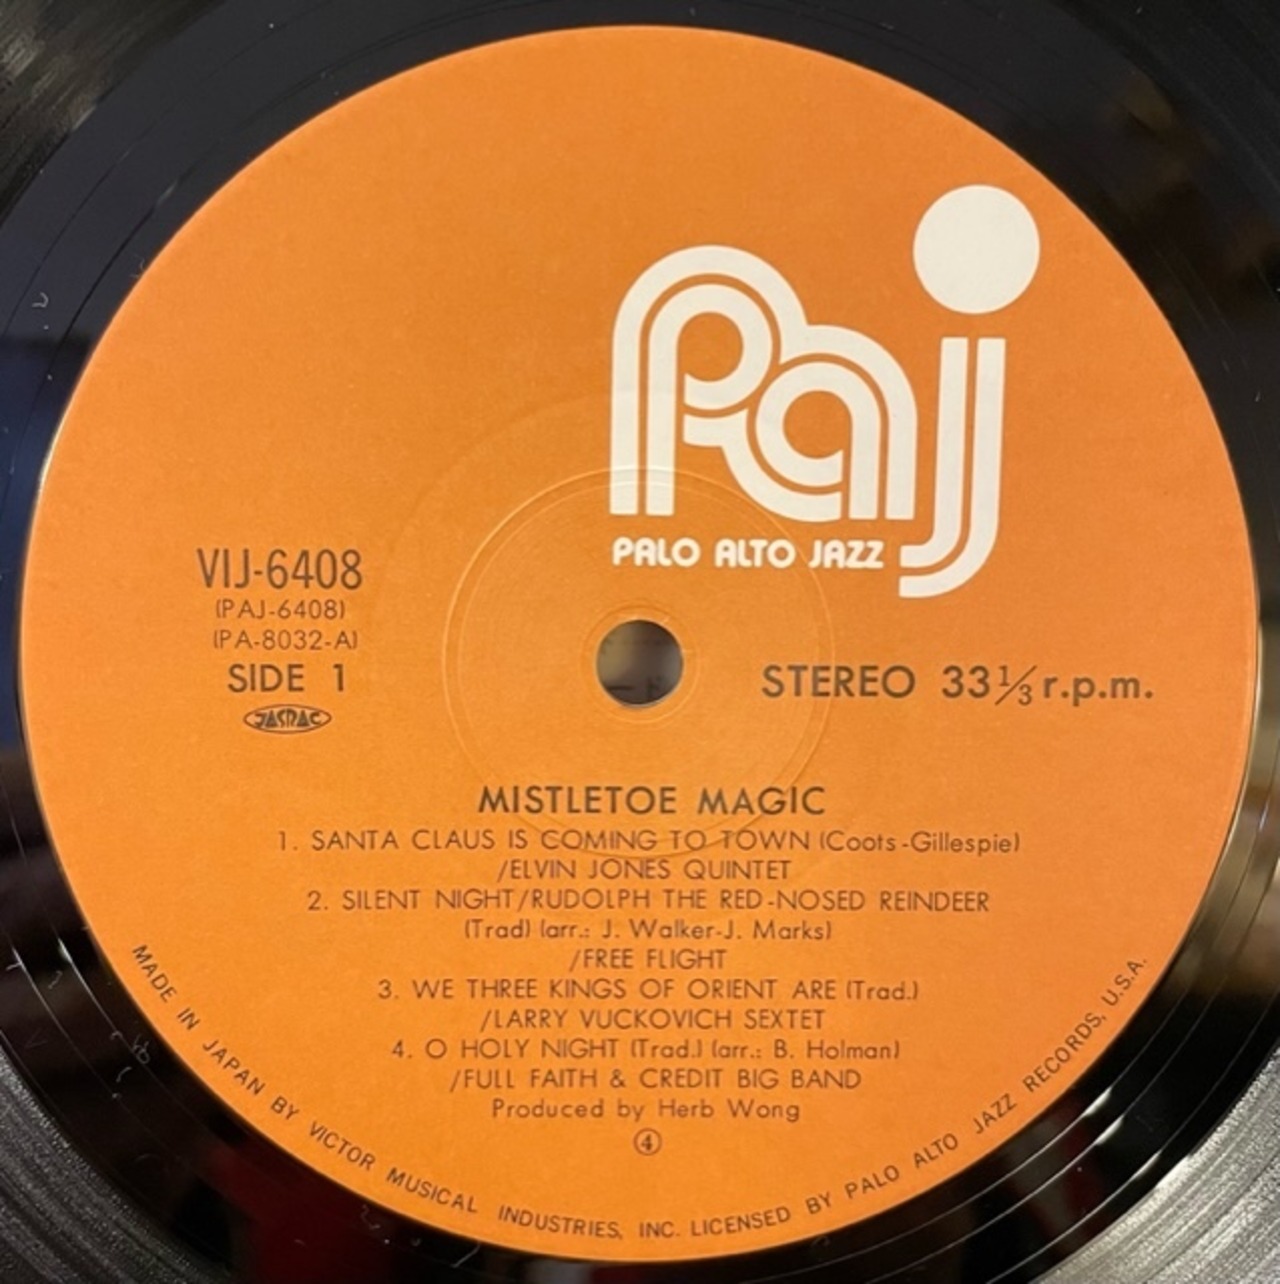 Paj
PALO ALTO JAZZ
VIJ-6408
(PAJ-6408)
(PA-8032-A)
SIDE 1
JASRAC
STEREO 33 1/3 r.p.m.
MISTLETOE MAGIC
1. SANTA CLAUS IS COMING TO TOWN (Coots-Gillespie)
/ELVIN JONES QUINTET
2. SILENT NIGHT/RUDOLPH THE RED-NOSED REINDEER
(Trad) (arr.: J. Walker-J. Marks)
/FREE FLIGHT
3. WE THREE KINGS OF ORIENT ARE (Trad.)
/LARRY VUCKOVICH SEXTET
4. O HOLY NIGHT (Trad.) (arr.: B. Holman)
/FULL FAITH & CREDIT BIG BAND
Produced by Herb Wong
④
MADE IN JAPAN BY VICTOR MUSICAL INDUSTRIES, INC. LICENSED BY PALO ALTO JAZZ RECORDS, U.S.A.